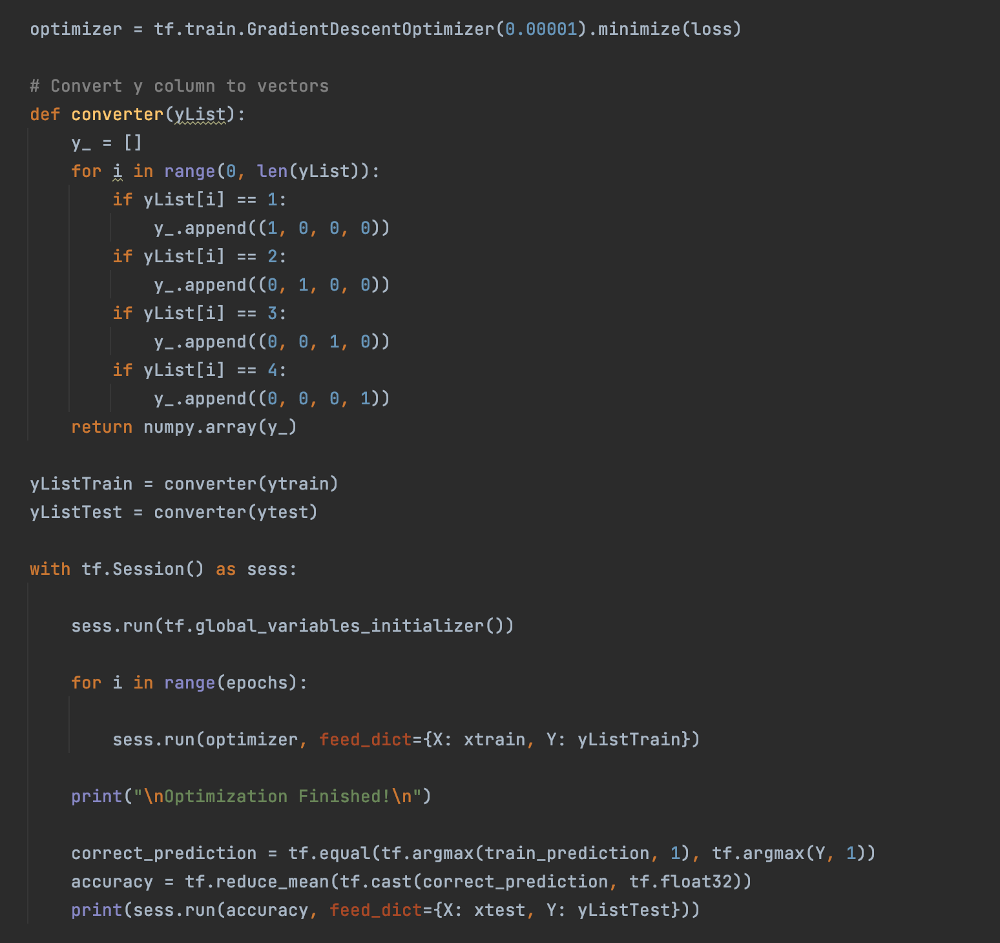 optimizer = tf.train.GradientDescentOptimizer(0.00001).minimize(loss)
# Convert y column to vectors
def converter(yList):
    y_ = []
    for i in range(0, len(yList)):
        if yList[i] == 1:
            y_.append((1, 0, 0, 0))
        if yList[i] == 2:
            y_.append((0, 1, 0, 0))
        if yList[i] == 3:
            y_.append((0, 0, 1, 0))
        if yList[i] == 4:
            y_.append((0, 0, 0, 1))
    return numpy.array(y_)
yListTrain = converter(ytrain)
yListTest = converter(ytest)
with tf.Session() as sess:
    sess.run(tf.global_variables_initializer())
    for i in range(epochs):
        sess.run(optimizer, feed_dict={X: xtrain, Y: yListTrain})
    print("\nOptimization Finished!\n")
    correct_prediction = tf.equal(tf.argmax(train_prediction, 1), tf.argmax(Y, 1))
    accuracy = tf.reduce_mean(tf.cast(correct_prediction, tf.float32))
    print(sess.run(accuracy, feed_dict={X: xtest, Y: yListTest}))